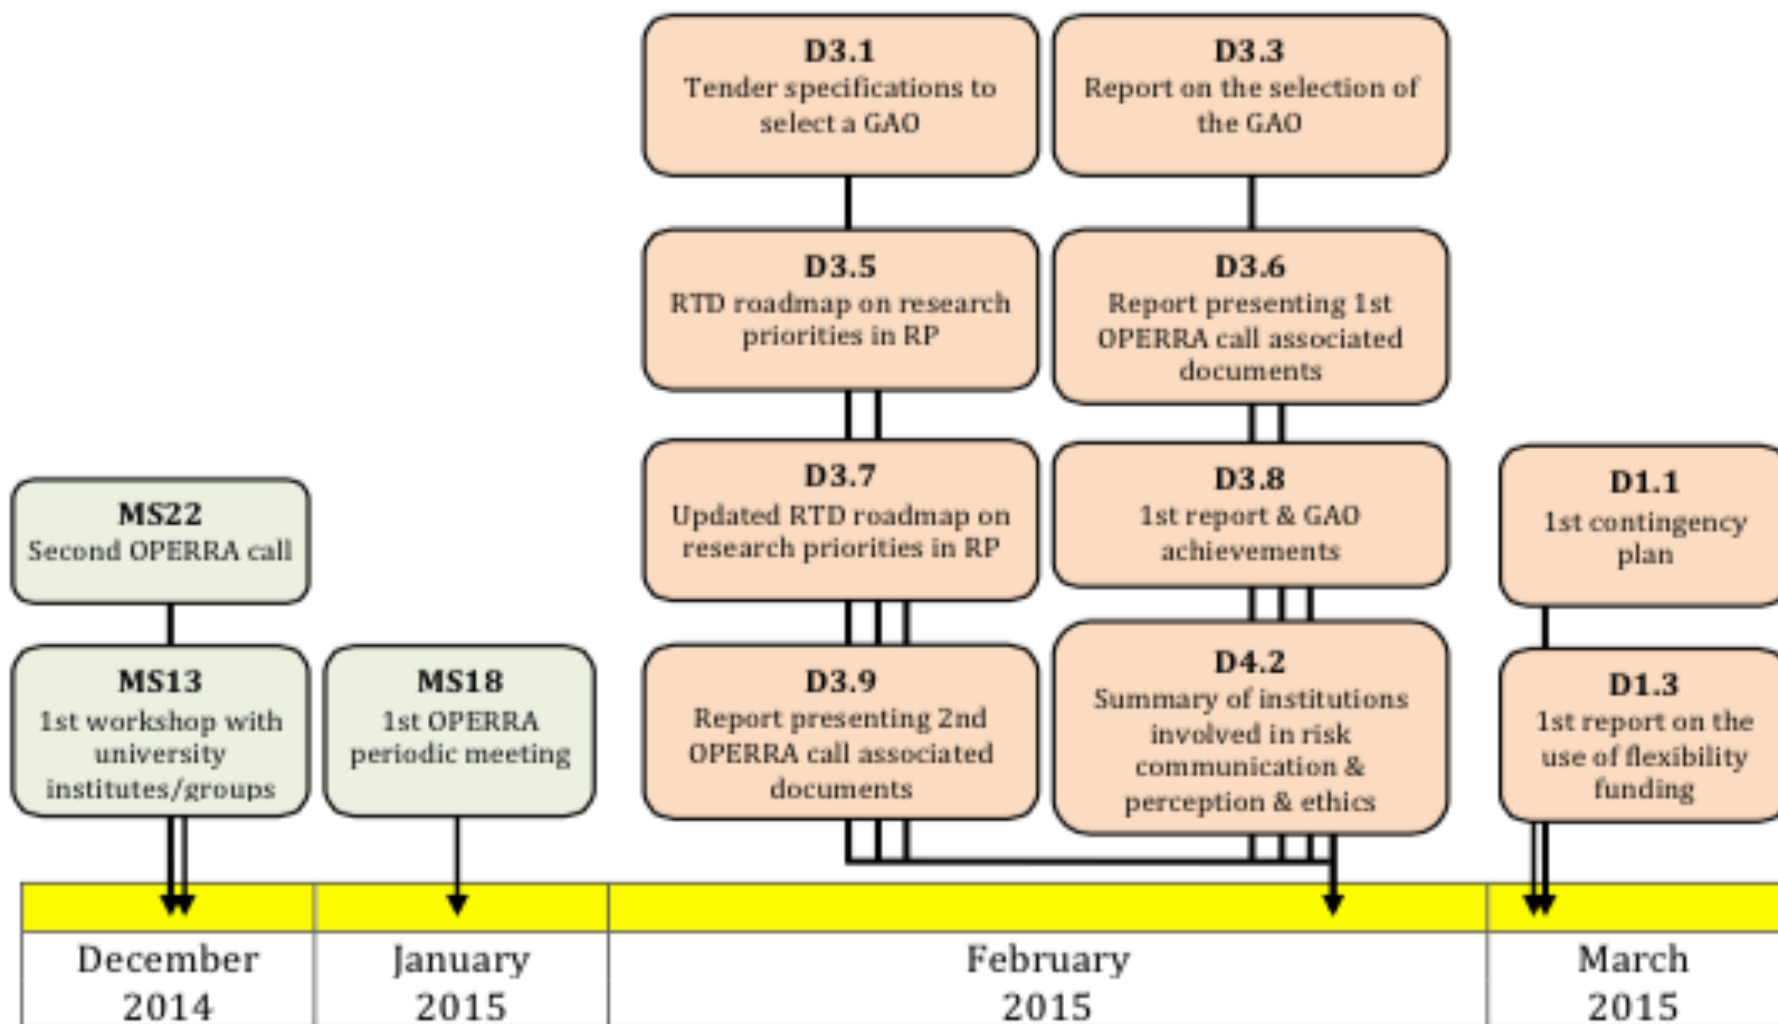 D3.1
Tender specifications to
select a GAO
D3.3
Report on the selection of
the GAO
D3.5
RTD roadmap on research
priorities in RP
D3.6
Report presenting 1st
OPERRA call associated
documents
D3.7
Updated RTD roadmap on
research priorities in RP
D3.8
1st report & GAO
achievements
D1.1
1st contingency
plan
MS22
Second OPERRA call
MS13
1st workshop with
university
institutes/groups
MS18
1st OPERRA
periodic meeting
D3.9
Report presenting 2nd
OPERRA call associated
documents
D4.2
Summary of institutions
involved in risk
communication &
perception & ethics
D1.3
1st report on the
use of flexibility
funding
December
2014
January
2015
February
2015
March
2015